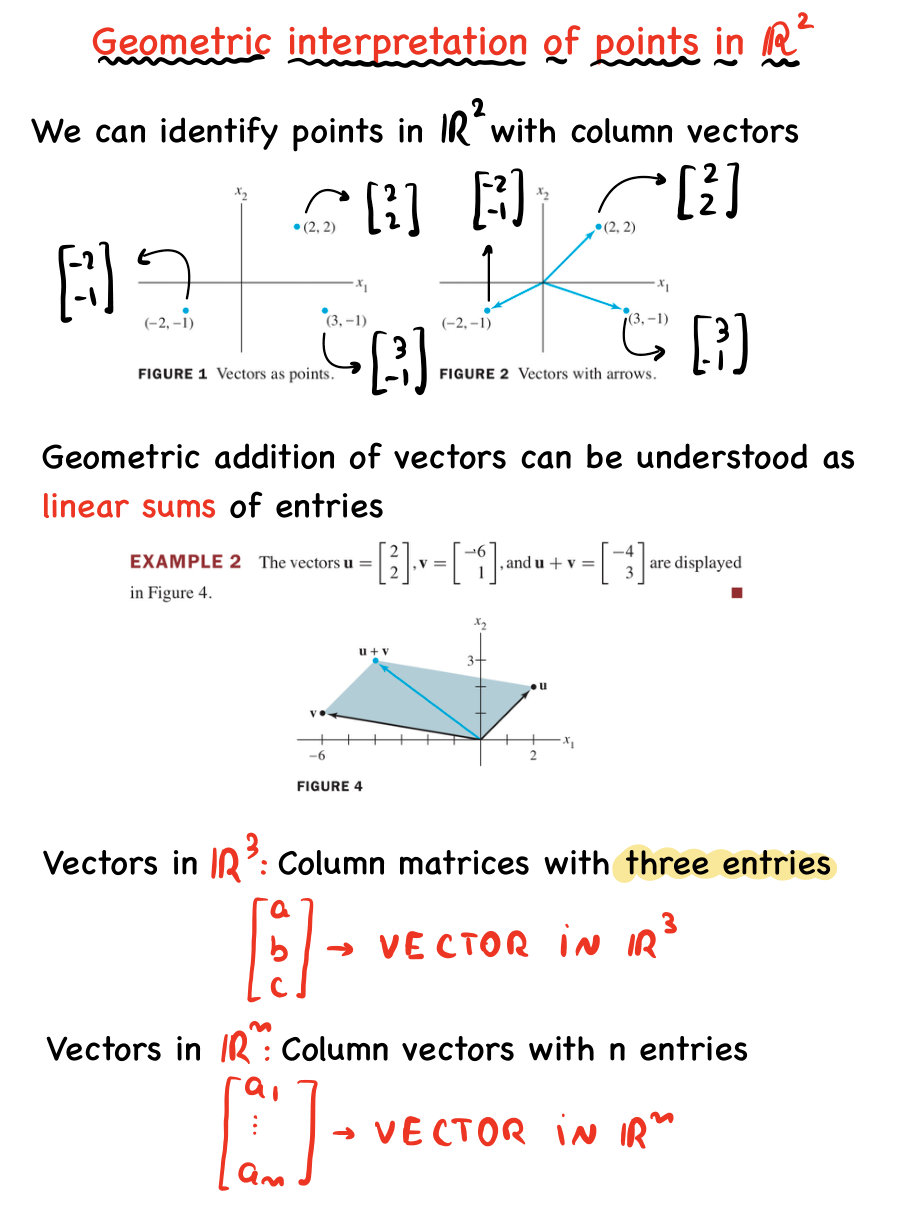 Geometric interpretation of points in ℝ²
We can identify points in ℝ² with column vectors
x₂
(2, 2)
[2
2]
[-2
-1]
x₁
(−2, −1)
(3, −1)
[3
-1]
FIGURE 1 Vectors as points.
[-2
-1]
x₂
(2, 2)
[2
2]
x₁
(−2, −1)
(3, −1)
[3
-1]
FIGURE 2 Vectors with arrows.
Geometric addition of vectors can be understood as
linear sums of entries
EXAMPLE 2 The vectors u = [2 2], v = [−6 1], and u + v = [−4 3] are displayed
in Figure 4.
x₂
u + v
3
u
v
x₁
−6
2
FIGURE 4
Vectors in ℝ³: Column matrices with three entries
[a
b
c] → VECTOR IN ℝ³
Vectors in ℝⁿ: Column vectors with n entries
[a₁
⋮
aₙ] → VECTOR IN ℝⁿ